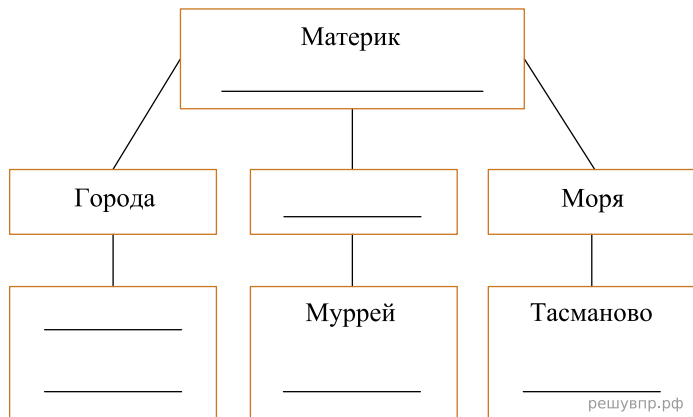 Материк
Города
Моря
Муррей
Тасманово
решувпр.рф